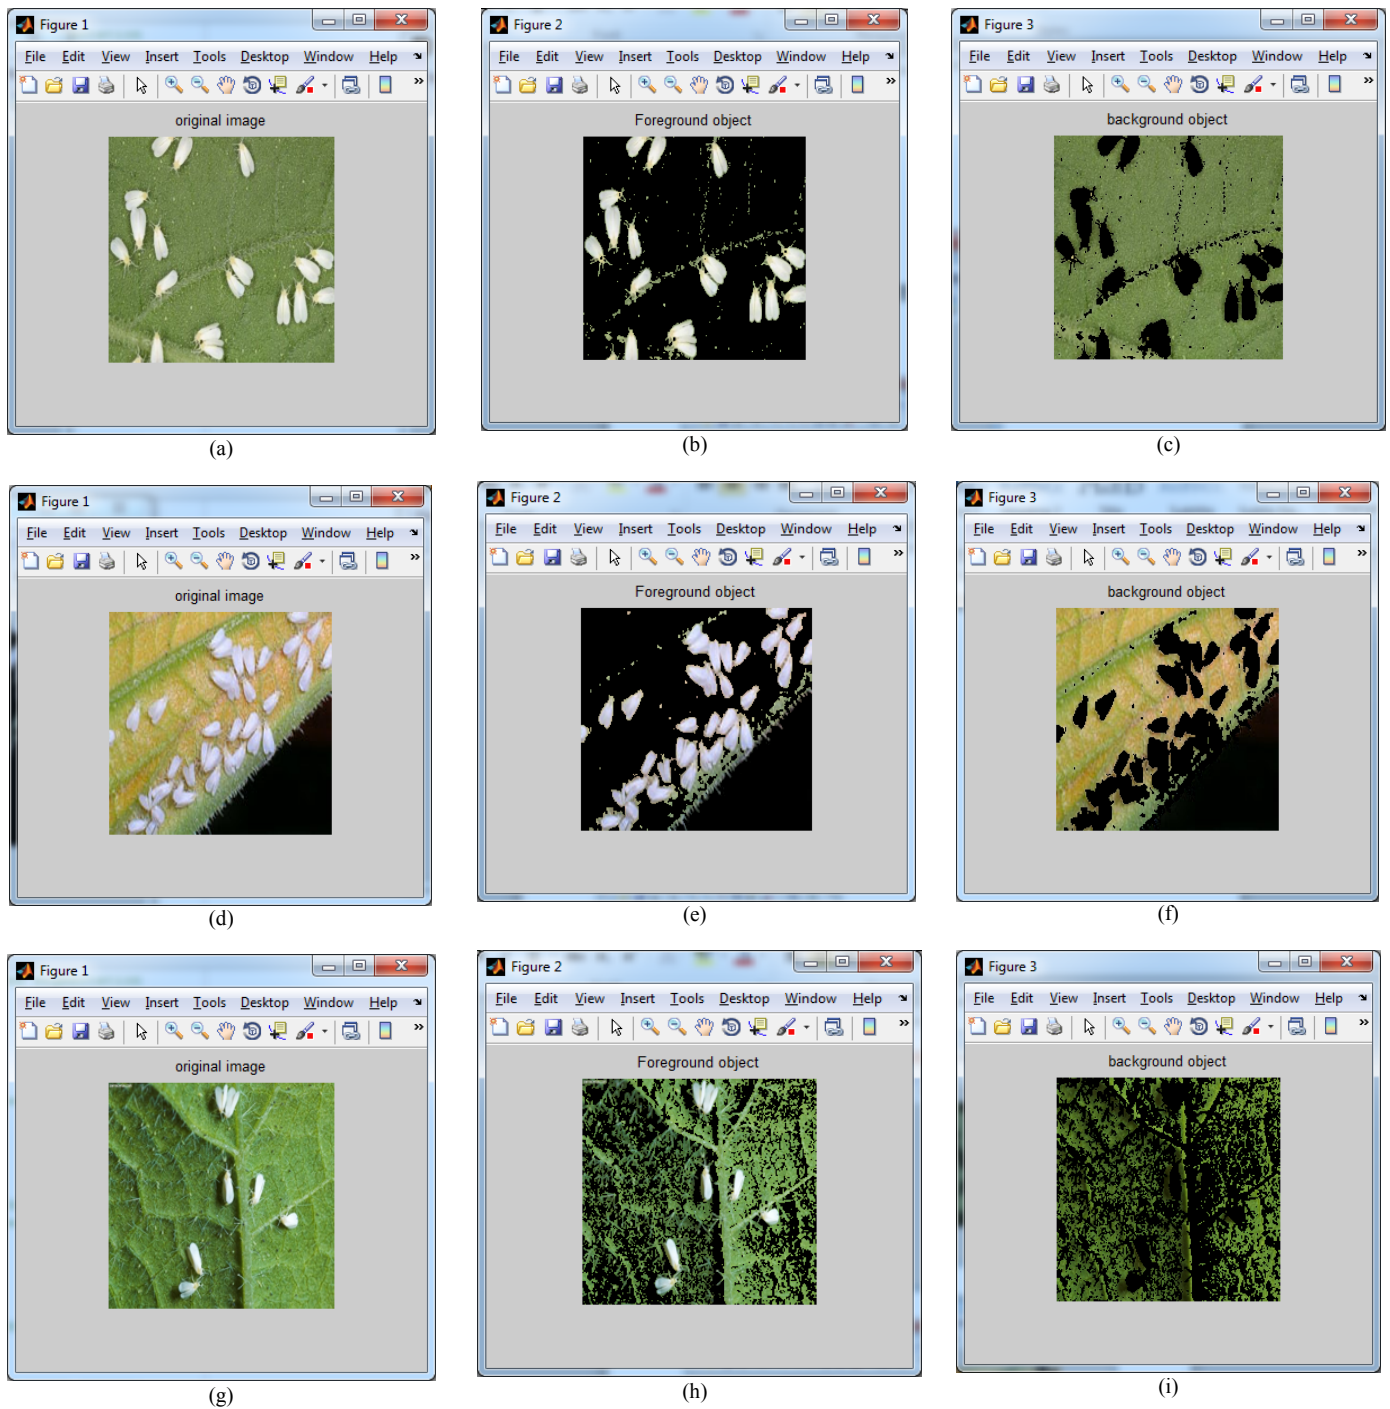 Figure 1
File Edit View Insert Tools Desktop Window Help
original image
(a)
Figure 2
File Edit View Insert Tools Desktop Window Help
Foreground object
(b)
Figure 3
File Edit View Insert Tools Desktop Window Help
background object
(c)
Figure 1
File Edit View Insert Tools Desktop Window Help
original image
(d)
Figure 2
File Edit View Insert Tools Desktop Window Help
Foreground object
(e)
Figure 3
File Edit View Insert Tools Desktop Window Help
background object
(f)
Figure 1
File Edit View Insert Tools Desktop Window Help
original image
(g)
Figure 2
File Edit View Insert Tools Desktop Window Help
Foreground object
(h)
Figure 3
File Edit View Insert Tools Desktop Window Help
background object
(i)